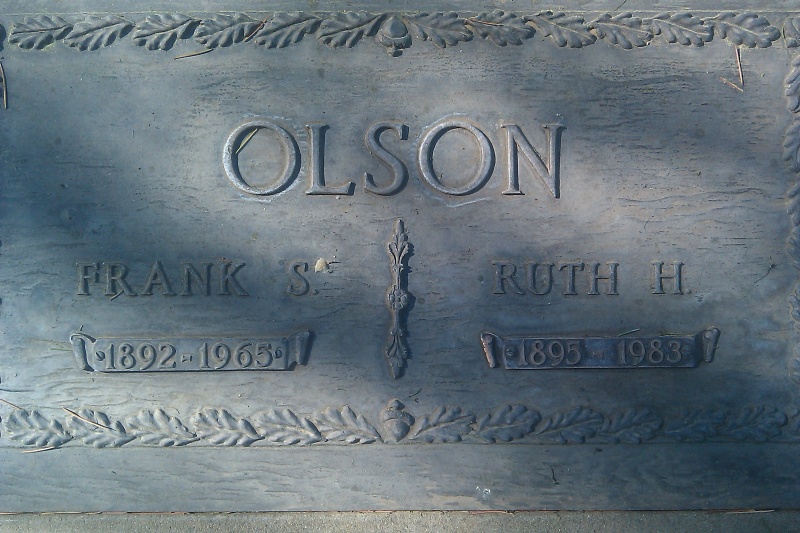 OLSON
FRANK S. RUTH H.
1892-1965 1895-1983